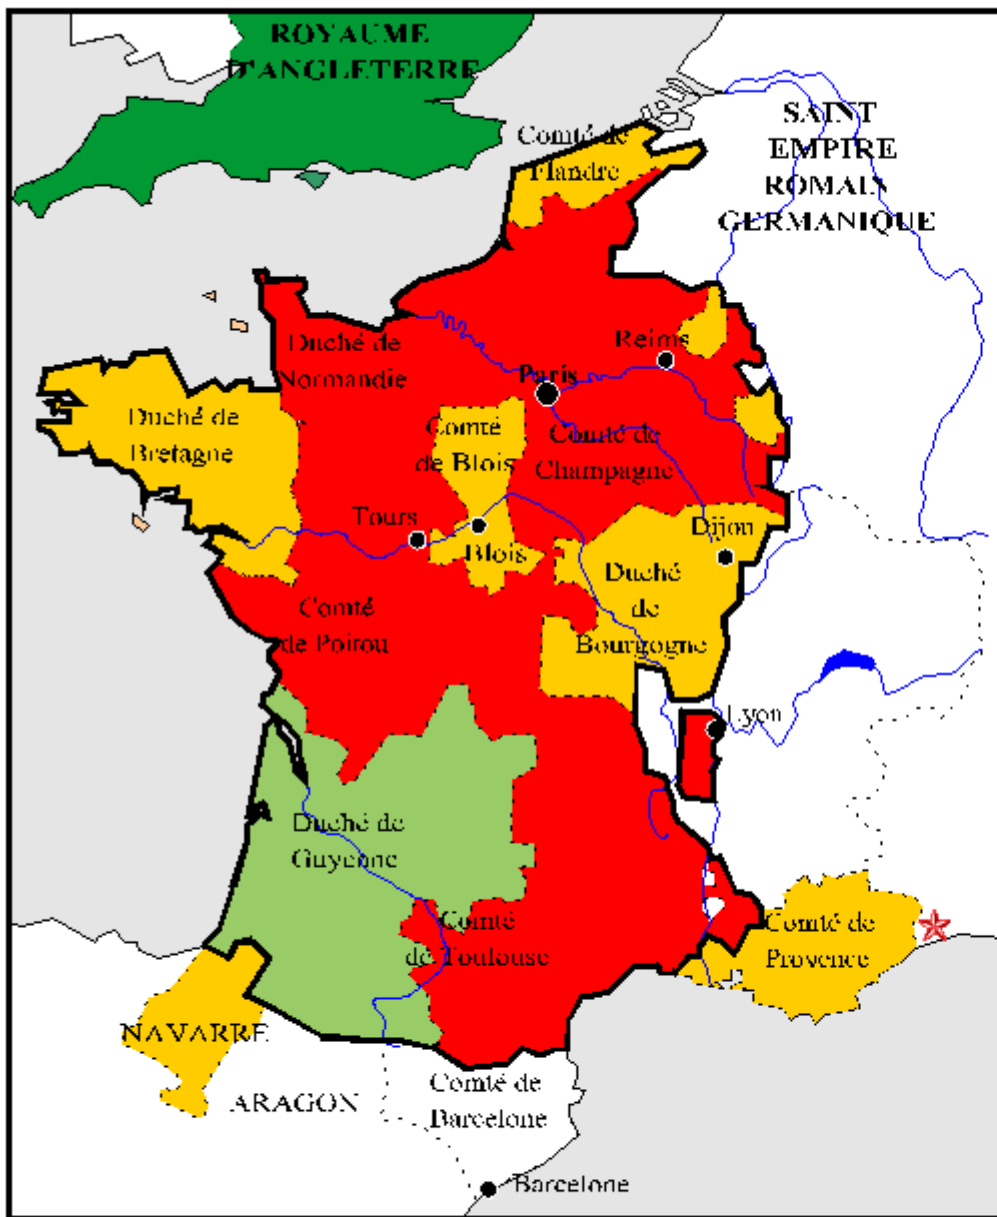 ROYAUME
D'ANGLETERRE
SAINT
EMPIRE
ROMAIN
GERMANIQUE
Comté de
Flandre
Duché de
Normandie
Reims
Paris
Duché de
Bretagne
Comté
de Blois
Comté de
Champagne
Tours
Blois
Dijon
Duché
de
Bourgogne
Comté
de Poitou
Lyon
Duché de
Guyenne
Comté
de Toulouse
Comté de
Provence
NAVARRE
ARAGON
Comté de
Barcelone
Barcelone